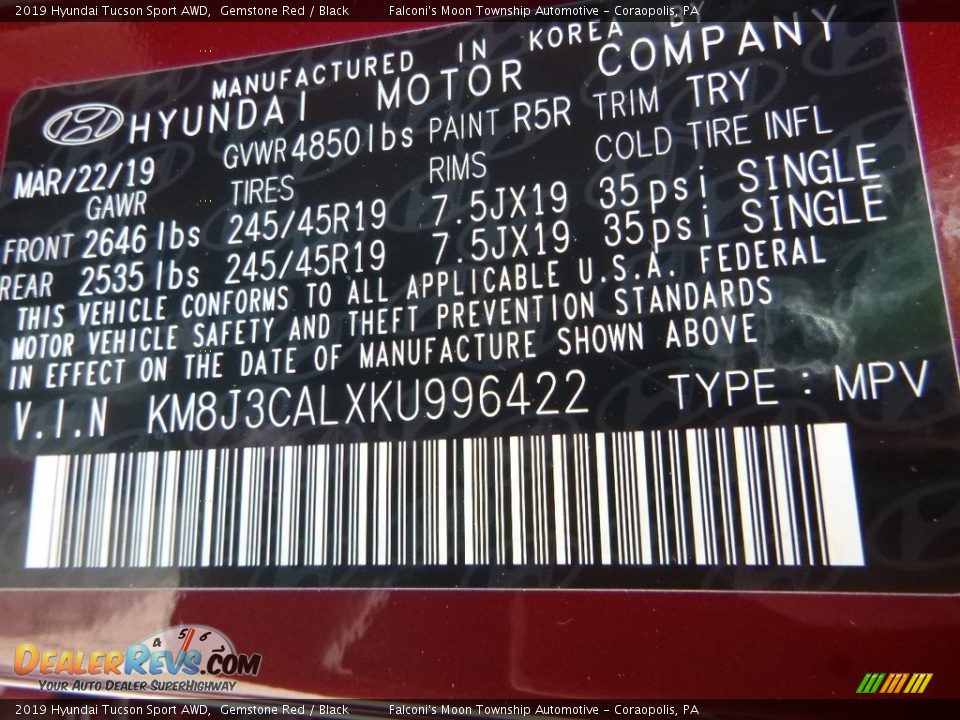 2019 Hyundai Tucson Sport AWD, Gemstone Red / Black Falconi's Moon Township Automotive - Coraopolis, PA
MANUFACTURED IN KOREA BY
HYUNDAI MOTOR COMPANY
MAR/22/19 GVWR 4850 lbs PAINT R5R TRIM TRY
GAWR TIRES RIMS COLD TIRE INFL
FRONT 2646 lbs 245/45R19 7.5JX19 35psi SINGLE
REAR 2535 lbs 245/45R19 7.5JX19 35psi SINGLE
THIS VEHICLE CONFORMS TO ALL APPLICABLE U.S.A. FEDERAL
MOTOR VEHICLE SAFETY AND THEFT PREVENTION STANDARDS
IN EFFECT ON THE DATE OF MANUFACTURE SHOWN ABOVE
V.I.N KM8J3CALXKU996422 TYPE : MPV
4 5 6
DEALERREVS.COM
YOUR AUTO DEALER SUPERHIGHWAY
2019 Hyundai Tucson Sport AWD, Gemstone Red / Black Falconi's Moon Township Automotive - Coraopolis, PA